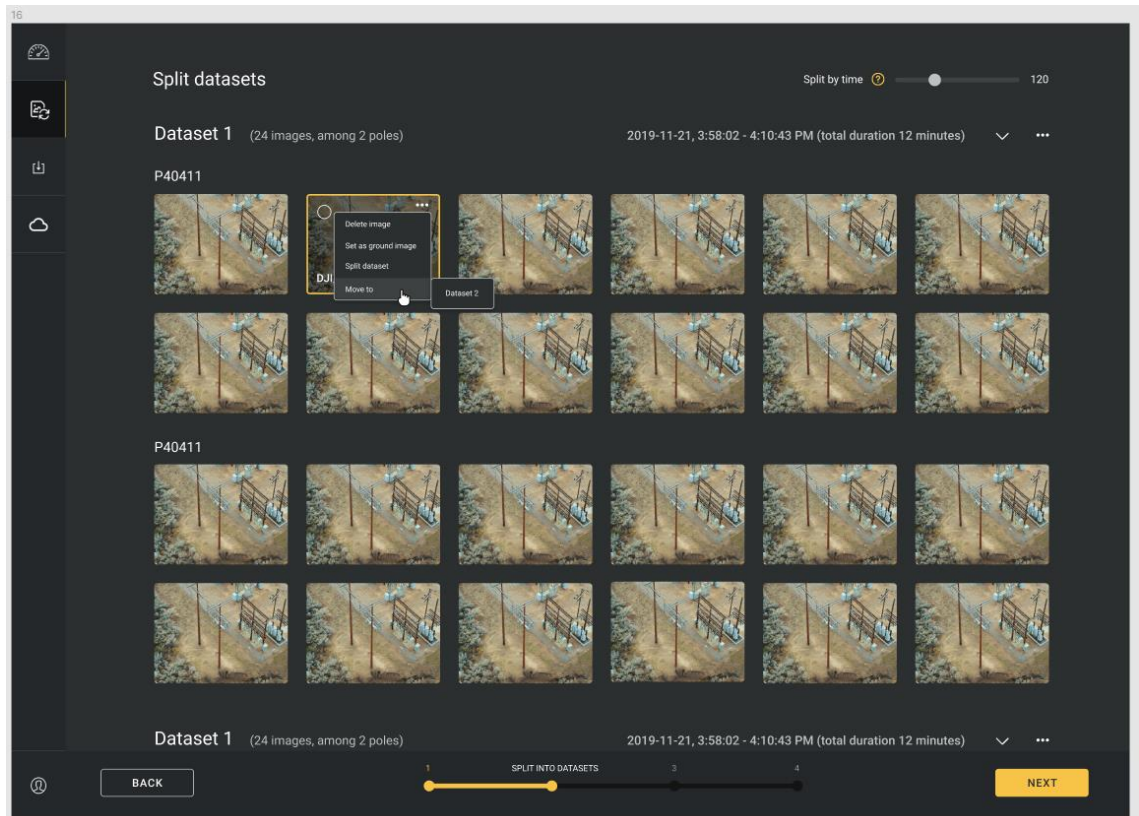 16
Split datasets
Split by time ? 120
Dataset 1 (24 images, among 2 poles)
2019-11-21, 3:58:02 - 4:10:43 PM (total duration 12 minutes)
P40411
Delete image
Set as ground image
Split dataset
DJI
Move to
Dataset 2
P40411
Dataset 1 (24 images, among 2 poles)
2019-11-21, 3:58:02 - 4:10:43 PM (total duration 12 minutes)
BACK
1 SPLIT INTO DATASETS 3 4
NEXT